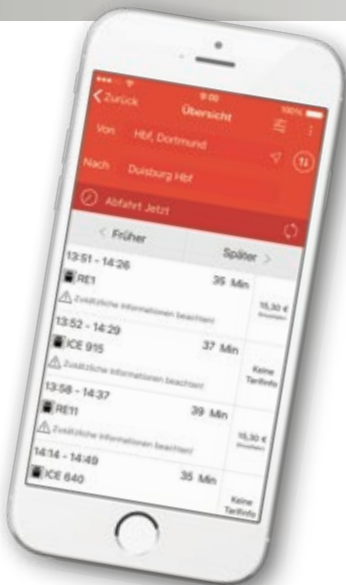 9:00
100%
Zurück
Übersicht
Von Hbf, Dortmund
Nach Duisburg Hbf
Abfahrt Jetzt
Früher
Später
13:51 - 14:26
35 Min
RE1
15,30 €
Zusätzliche Informationen beachten!
13:52 - 14:29
37 Min
ICE 915
Keine
Tarifinfo
Zusätzliche Informationen beachten!
13:58 - 14:37
39 Min
RE11
15,30 €
Zusätzliche Informationen beachten!
14:14 - 14:49
35 Min
ICE 640
Keine
Tarifinfo